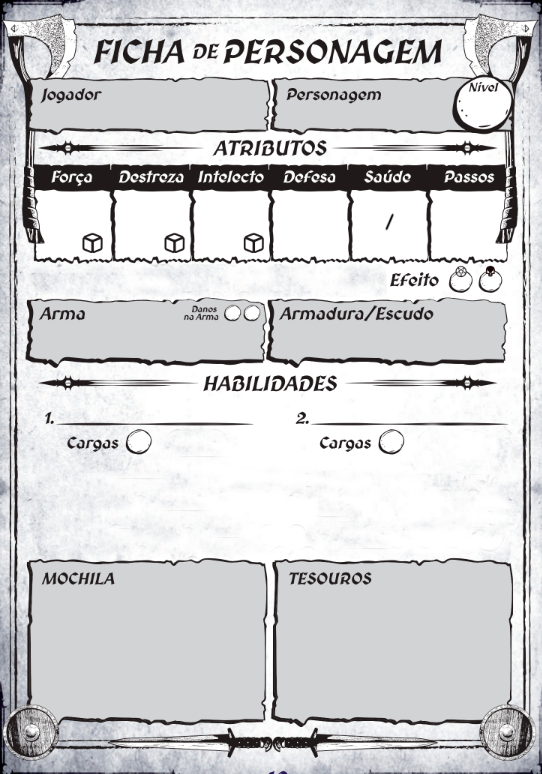 FICHA DE PERSONAGEM
Jogador
Personagem
Nível
ATRIBUTOS
Força Destreza Intelecto Defesa Saúde Passos
/
Efeito
Arma
Danos
na Arma
Armadura/Escudo
HABILIDADES
1.
2.
Cargas
Cargas
MOCHILA
TESOUROS